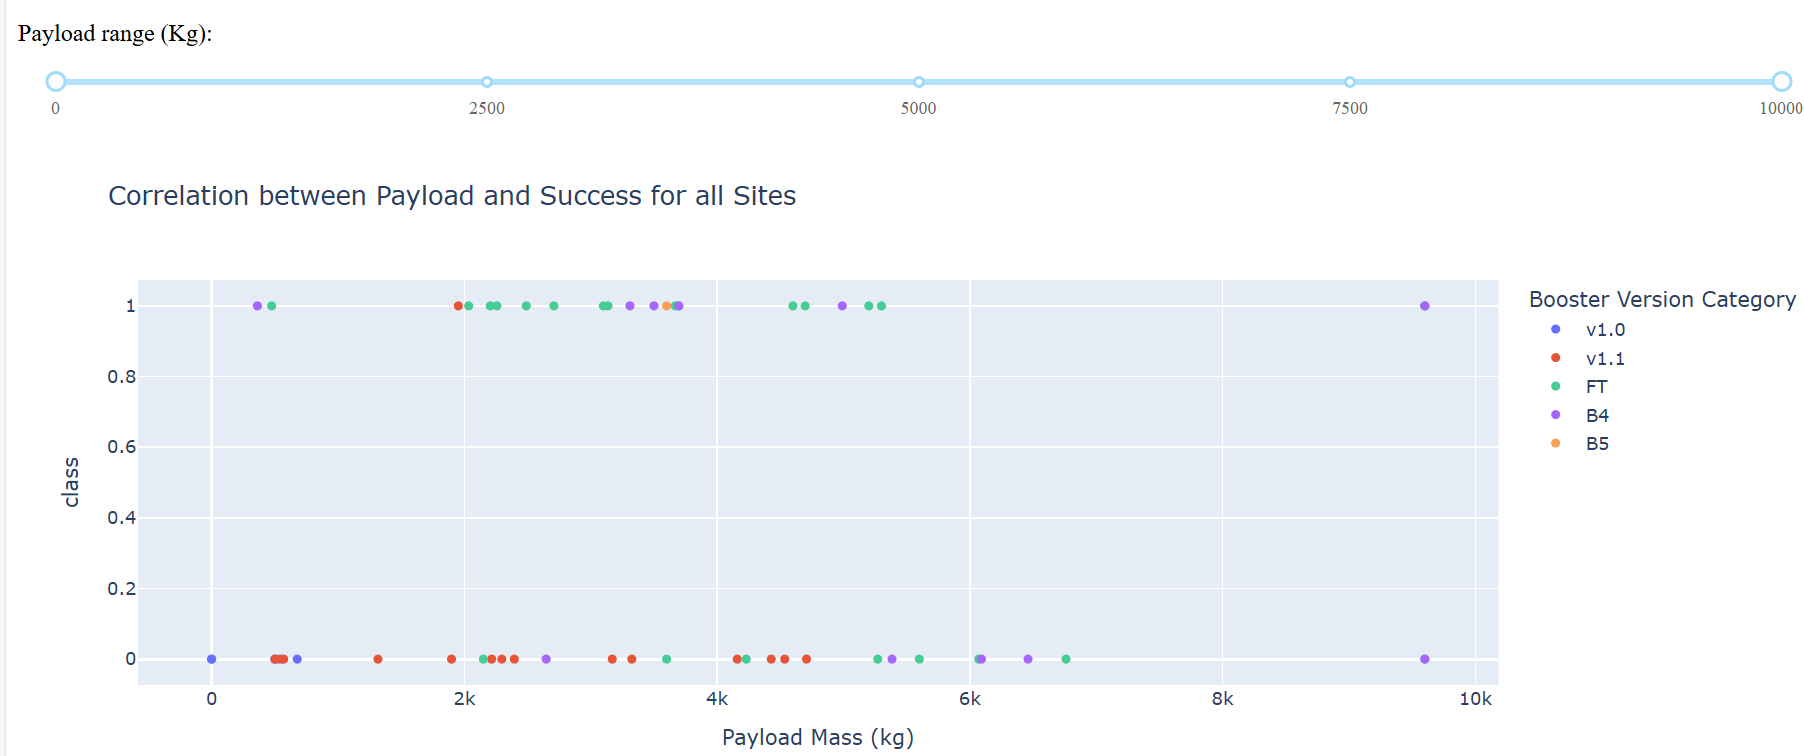 Payload range (Kg):
0 2500 5000 7500 10000
Correlation between Payload and Success for all Sites
1
0.8
0.6
0.4
0.2
0
class
0 2k 4k 6k 8k 10k
Payload Mass (kg)
Booster Version Category
v1.0
v1.1
FT
B4
B5